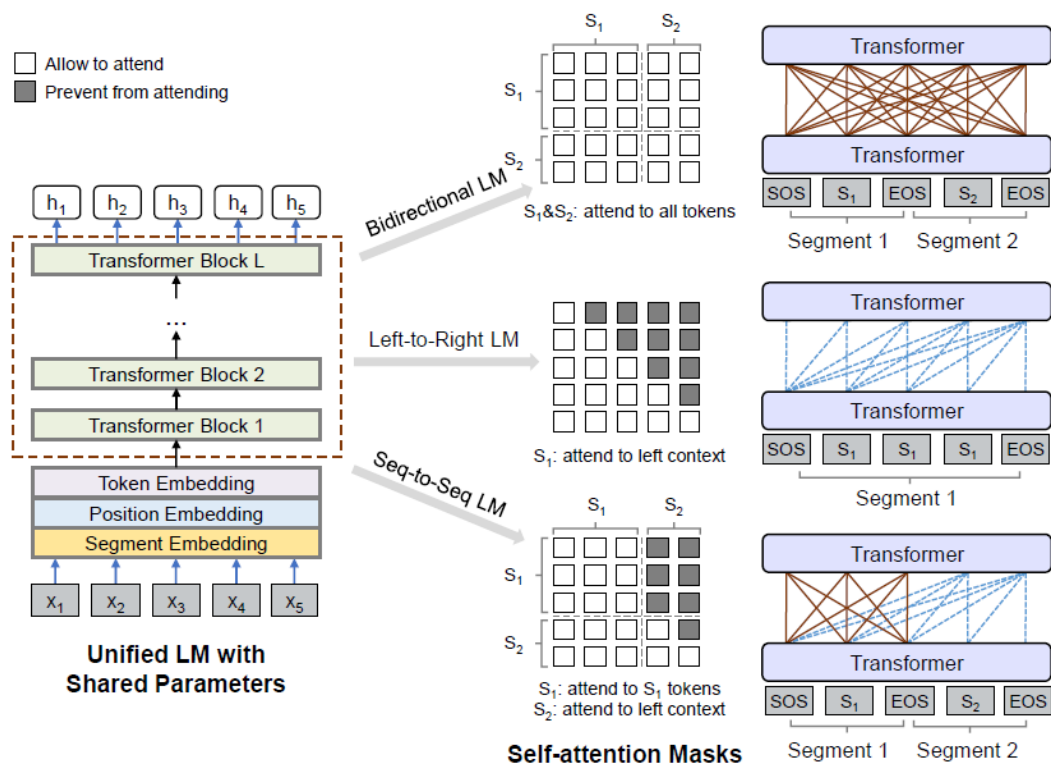 Allow to attend
Prevent from attending
h1 h2 h3 h4 h5
Transformer Block L
...
Transformer Block 2
Transformer Block 1
Token Embedding
Position Embedding
Segment Embedding
x1 x2 x3 x4 x5
Unified LM with
Shared Parameters
Bidirectional LM
Left-to-Right LM
Seq-to-Seq LM
S1 S2
S1
S2
S1&S2: attend to all tokens
S1: attend to left context
S1 S2
S1
S2
S1: attend to S1 tokens
S2: attend to left context
Self-attention Masks
Transformer
Transformer
SOS S1 EOS S2 EOS
Segment 1 Segment 2
Transformer
Transformer
SOS S1 S1 S1 EOS
Segment 1
Transformer
Transformer
SOS S1 EOS S2 EOS
Segment 1 Segment 2